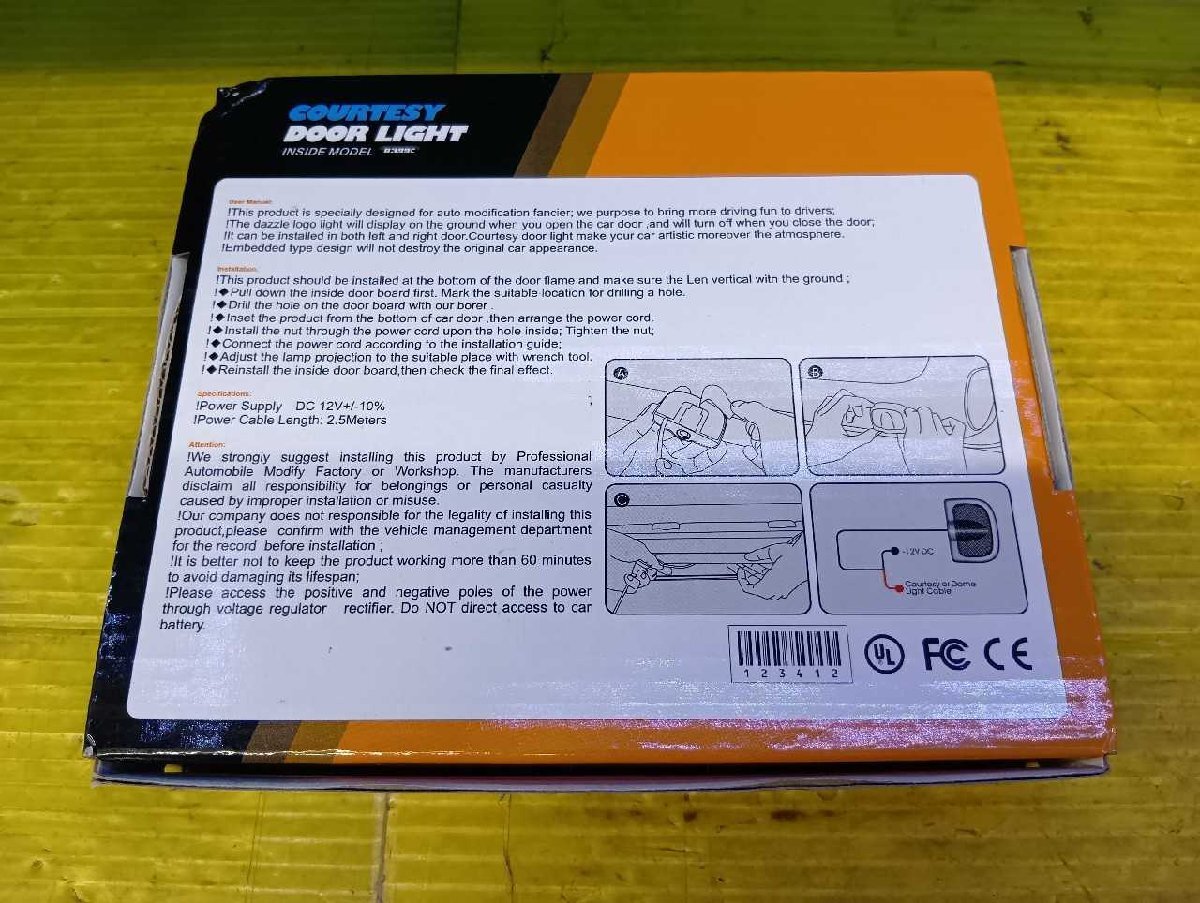 COURTESY
DOOR LIGHT
INSIDE MODEL
User Manual:
!This product is specially designed for auto modification fancier; we purpose to bring more driving fun to drivers;
!The dazzle logo light will display on the ground when you open the car door ,and will turn off when you close the door;
!It can be installed in both left and right door.Courtesy door light make your car artistic moreover the atmosphere.
!Embedded type design will not destroy the original car appearance.
Installation:
!This product should be installed at the bottom of the door flame and make sure the Len vertical with the ground ;
!◆Pull down the inside door board first. Mark the suitable location for drilling a hole.
!◆Drill the hole on the door board with our borer
!◆Inset the product from the bottom of car door ,then arrange the power cord.
!◆Install the nut through the power cord upon the hole inside; Tighten the nut;
!◆Connect the power cord according to the installation guide;
!◆Adjust the lamp projection to the suitable place with wrench tool.
!◆Reinstall the inside door board,then check the final effect.
Specifications:
!Power Supply DC 12V+/-10%
!Power Cable Length: 2.5Meters
Attention:
!We strongly suggest installing this product by Professional
Automobile Modify Factory or Workshop. The manufacturers
disclaim all responsibility for belongings or personal casualty
caused by improper installation or misuse.
!Our company does not responsible for the legality of installing this
product,please confirm with the vehicle management department
for the record before installation ;
!It is better not to keep the product working more than 60 minutes
to avoid damaging its lifespan;
!Please access the positive and negative poles of the power
through voltage regulator rectifier. Do NOT direct access to car
battery.
A
B
C
+12V DC
Courtesy or Dome
Light Cable
1 2 3 4 1 2
UL
FC CE